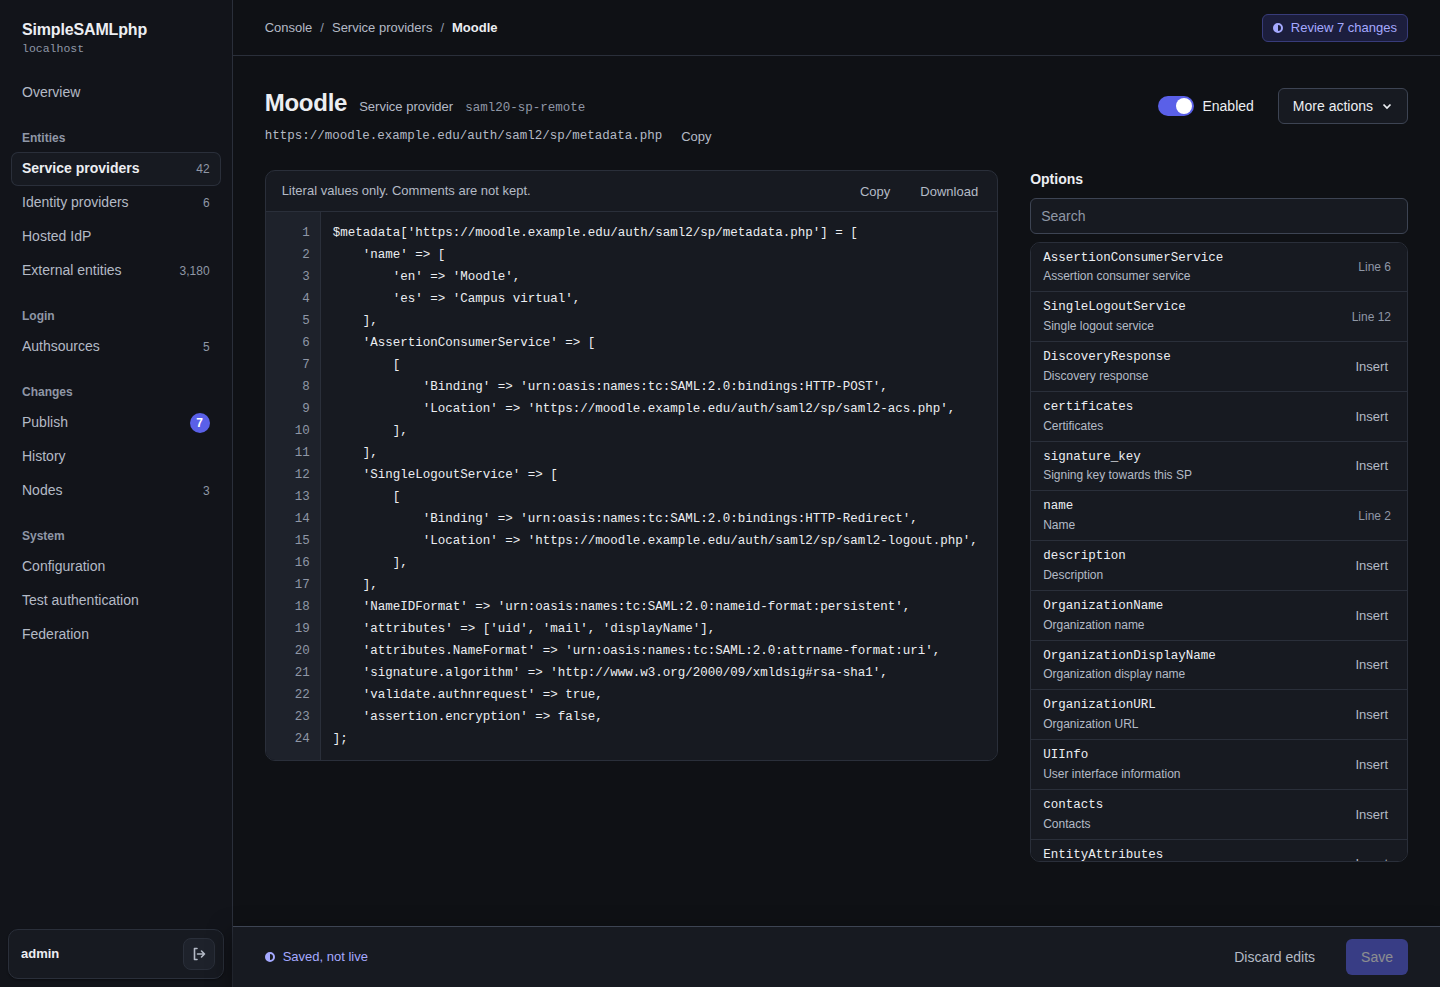 SimpleSAMLphp
localhost
Overview
Entities
Service providers 42
Identity providers 6
Hosted IdP
External entities 3,180
Login
Authsources 5
Changes
Publish 7
History
Nodes 3
System
Configuration
Test authentication
Federation
admin
Console / Service providers / Moodle
Review 7 changes
Moodle Service provider saml20-sp-remote
https://moodle.example.edu/auth/saml2/sp/metadata.php Copy
Enabled
More actions
Literal values only. Comments are not kept. Copy Download
1 $metadata['https://moodle.example.edu/auth/saml2/sp/metadata.php'] = [
2     'name' => [
3         'en' => 'Moodle',
4         'es' => 'Campus virtual',
5     ],
6     'AssertionConsumerService' => [
7         [
8             'Binding' => 'urn:oasis:names:tc:SAML:2.0:bindings:HTTP-POST',
9             'Location' => 'https://moodle.example.edu/auth/saml2/sp/saml2-acs.php',
10         ],
11     ],
12     'SingleLogoutService' => [
13         [
14             'Binding' => 'urn:oasis:names:tc:SAML:2.0:bindings:HTTP-Redirect',
15             'Location' => 'https://moodle.example.edu/auth/saml2/sp/saml2-logout.php',
16         ],
17     ],
18     'NameIDFormat' => 'urn:oasis:names:tc:SAML:2.0:nameid-format:persistent',
19     'attributes' => ['uid', 'mail', 'displayName'],
20     'attributes.NameFormat' => 'urn:oasis:names:tc:SAML:2.0:attrname-format:uri',
21     'signature.algorithm' => 'http://www.w3.org/2000/09/xmldsig#rsa-sha1',
22     'validate.authnrequest' => true,
23     'assertion.encryption' => false,
24 ];
Options
Search
AssertionConsumerService
Assertion consumer service
Line 6
SingleLogoutService
Single logout service
Line 12
DiscoveryResponse
Discovery response
Insert
certificates
Certificates
Insert
signature_key
Signing key towards this SP
Insert
name
Name
Line 2
description
Description
Insert
OrganizationName
Organization name
Insert
OrganizationDisplayName
Organization display name
Insert
OrganizationURL
Organization URL
Insert
UIInfo
User interface information
Insert
contacts
Contacts
Insert
EntityAttributes
Saved, not live
Discard edits
Save